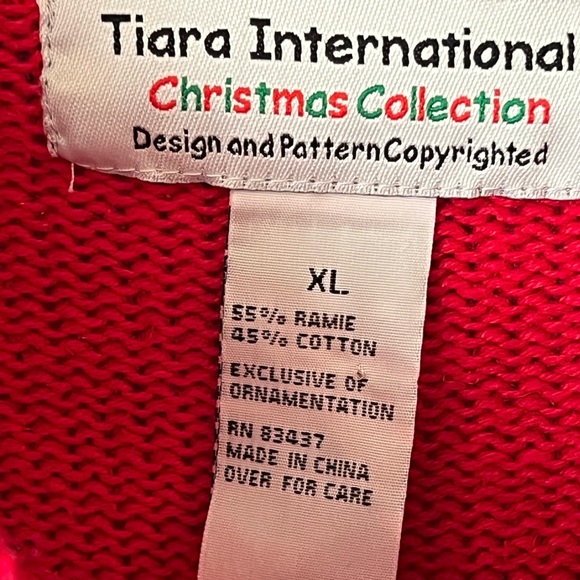 Tiara International
Christmas Collection
Design and Pattern Copyrighted
XL
55% RAMIE
45% COTTON
EXCLUSIVE OF
ORNAMENTATION
RN 83437
MADE IN CHINA
OVER FOR CARE